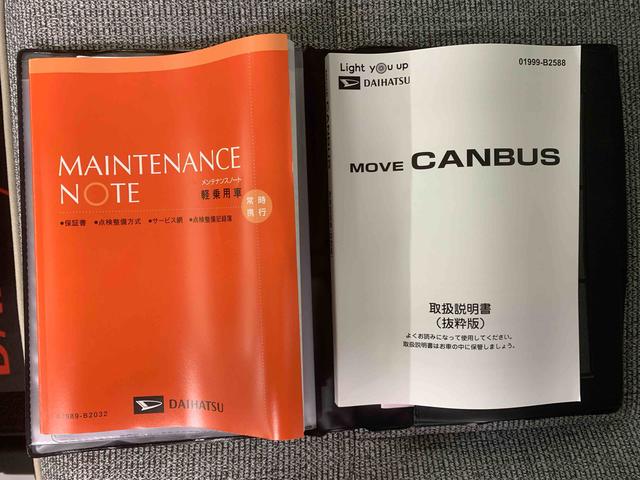 MAINTENANCE
NOTE
メンテナンスノート
軽乗用車
常時
携行
●保証書 ●点検整備方式 ●サービス網 ●点検整備記録簿
DAIHATSU
Light you up
DAIHATSU
01999-B2588
MOVE CANBUS
取扱説明書
(抜粋版)
よくお読みになって使用してください。
取扱説明書はお車の中に保管しましょう。